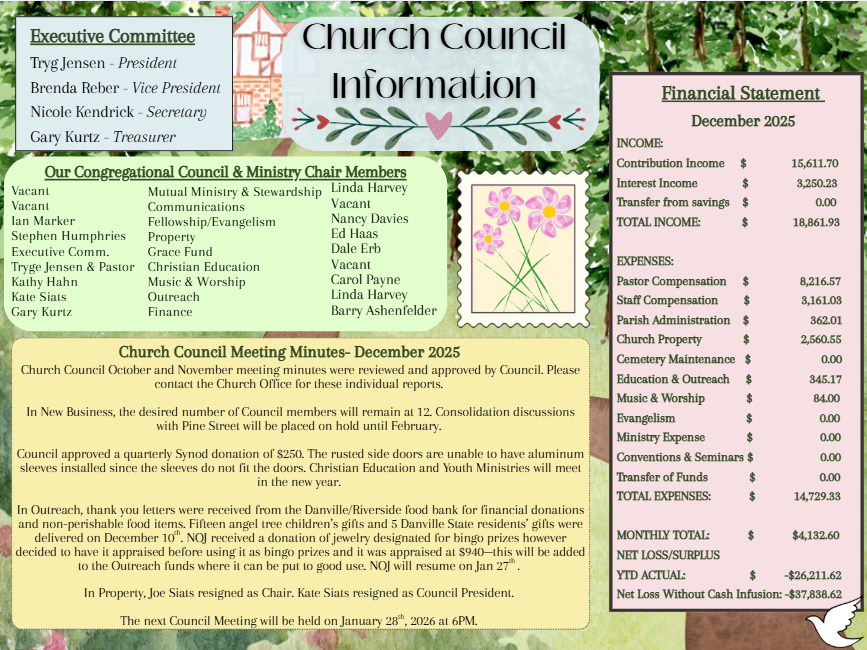 Executive Committee
Tryg Jensen - President
Brenda Reber - Vice President
Nicole Kendrick - Secretary
Gary Kurtz - Treasurer
Church Council
Information
Our Congregational Council & Ministry Chair Members
Vacant Mutual Ministry & Stewardship Linda Harvey
Vacant Communications Vacant
Ian Marker Fellowship/Evangelism Nancy Davies
Stephen Humphries Property Ed Haas
Executive Comm. Grace Fund Dale Erb
Tryge Jensen & Pastor Christian Education Vacant
Kathy Hahn Music & Worship Carol Payne
Kate Siats Outreach Linda Harvey
Gary Kurtz Finance Barry Ashenfelder
Church Council Meeting Minutes- December 2025
Church Council October and November meeting minutes were reviewed and approved by Council. Please
contact the Church Office for these individual reports.
In New Business, the desired number of Council members will remain at 12. Consolidation discussions
with Pine Street will be placed on hold until February.
Council approved a quarterly Synod donation of $250. The rusted side doors are unable to have aluminum
sleeves installed since the sleeves do not fit the doors. Christian Education and Youth Ministries will meet
in the new year.
In Outreach, thank you letters were received from the Danville/Riverside food bank for financial donations
and non-perishable food items. Fifteen angel tree children's gifts and 5 Danville State residents' gifts were
delivered on December 10th. NOJ received a donation of jewelry designated for bingo prizes however
decided to have it appraised before using it as bingo prizes and it was appraised at $940—this will be added
to the Outreach funds where it can be put to good use. NOJ will resume on Jan 27th.
In Property, Joe Siats resigned as Chair. Kate Siats resigned as Council President.
The next Council Meeting will be held on January 28th, 2026 at 6PM.
Financial Statement
December 2025
INCOME:
Contribution Income $ 15,611.70
Interest Income $ 3,250.23
Transfer from savings $ 0.00
TOTAL INCOME: $ 18,861.93
EXPENSES:
Pastor Compensation $ 8,216.57
Staff Compensation $ 3,161.03
Parish Administration $ 362.01
Church Property $ 2,560.55
Cemetery Maintenance $ 0.00
Education & Outreach $ 345.17
Music & Worship $ 84.00
Evangelism $ 0.00
Ministry Expense $ 0.00
Conventions & Seminars $ 0.00
Transfer of Funds $ 0.00
TOTAL EXPENSES: $ 14,729.33
MONTHLY TOTAL: $ $4,132.60
NET LOSS/SURPLUS
YTD ACTUAL: $ -$26,211.62
Net Loss Without Cash Infusion: -$37,838.62